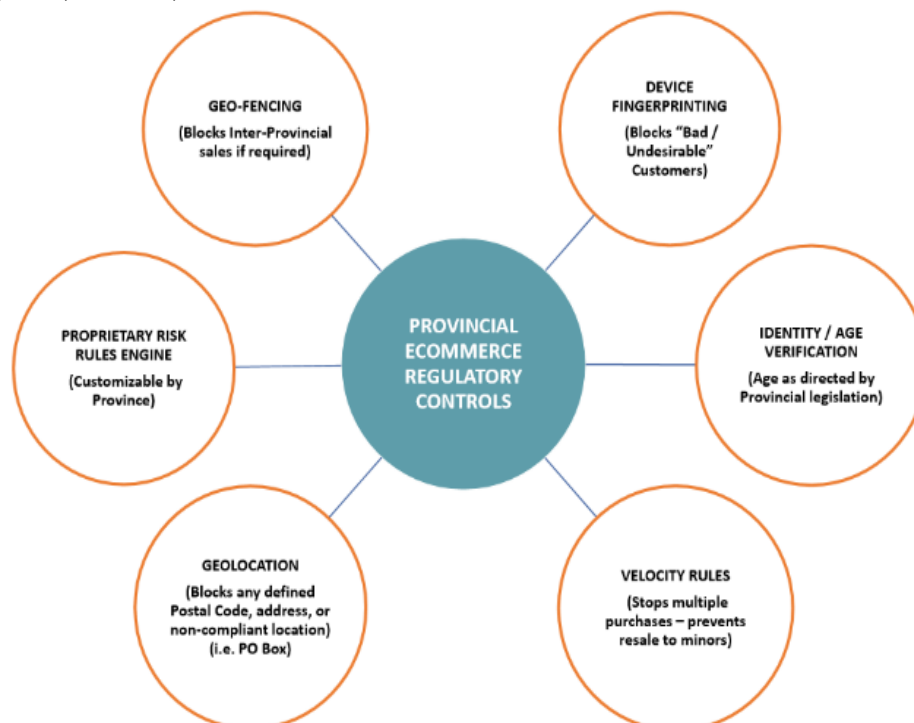 GEO-FENCING
(Blocks Inter-Provincial
sales if required)
DEVICE
FINGERPRINTING
(Blocks “Bad /
Undesirable”
Customers)
PROPRIETARY RISK
RULES ENGINE
(Customizable by
Province)
PROVINCIAL
ECOMMERCE
REGULATORY
CONTROLS
IDENTITY / AGE
VERIFICATION
(Age as directed by
Provincial legislation)
GEOLOCATION
(Blocks any defined
Postal Code, address, or
non-compliant location)
(i.e. PO Box)
VELOCITY RULES
(Stops multiple
purchases – prevents
resale to minors)